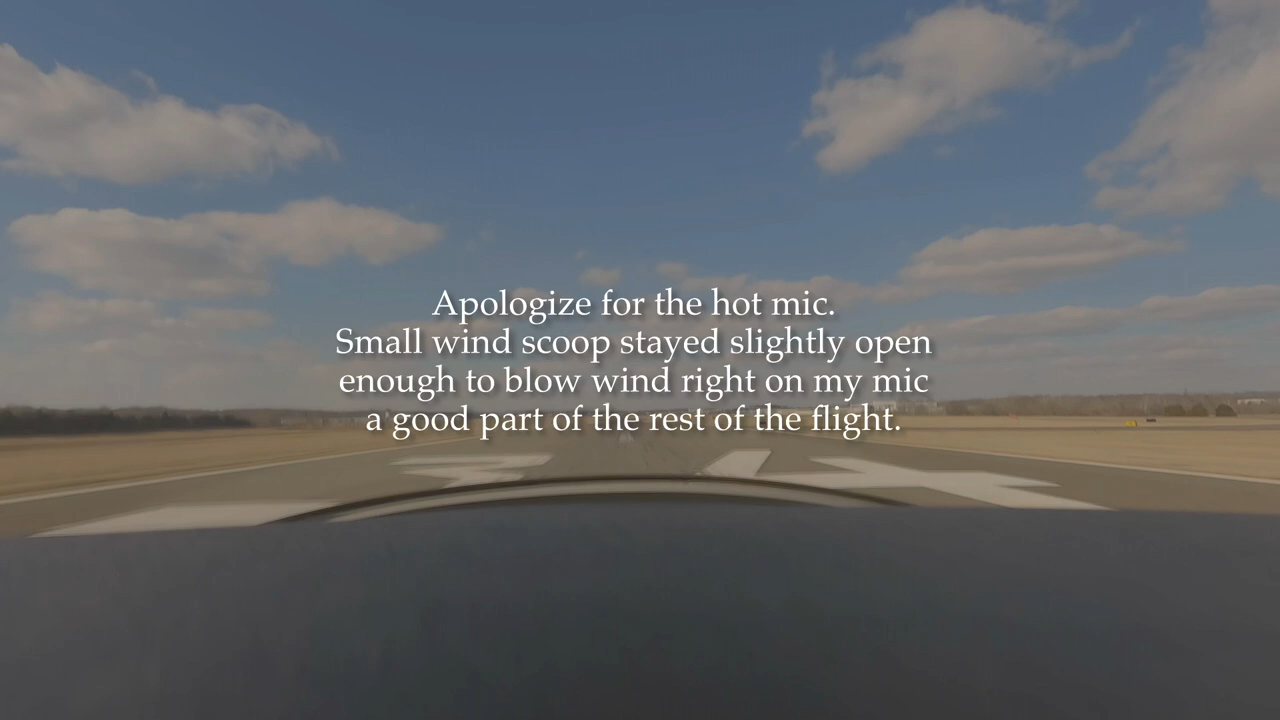 Apologize for the hot mic.
Small wind scoop stayed slightly open
enough to blow wind right on my mic
a good part of the rest of the flight.